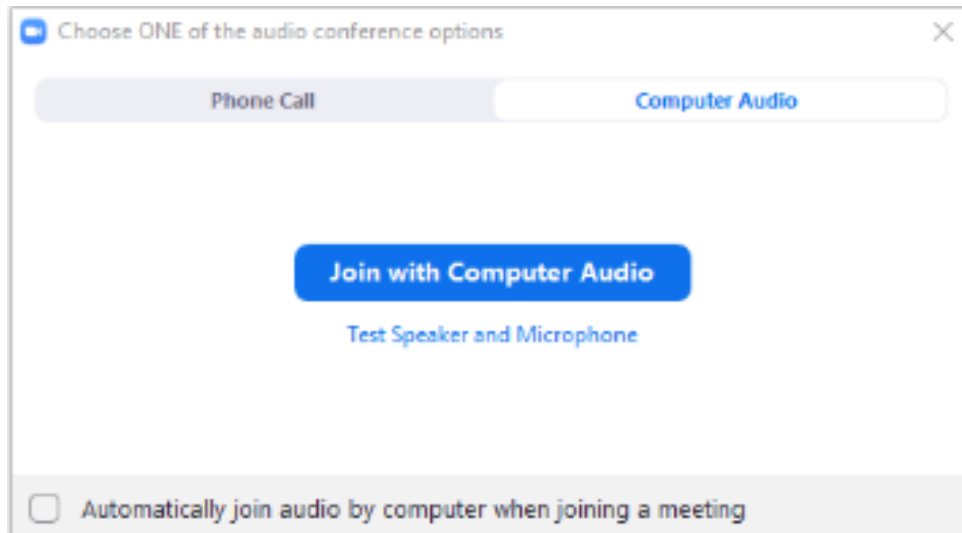 Choose ONE of the audio conference options
Phone Call
Computer Audio
Join with Computer Audio
Test Speaker and Microphone
Automatically join audio by computer when joining a meeting